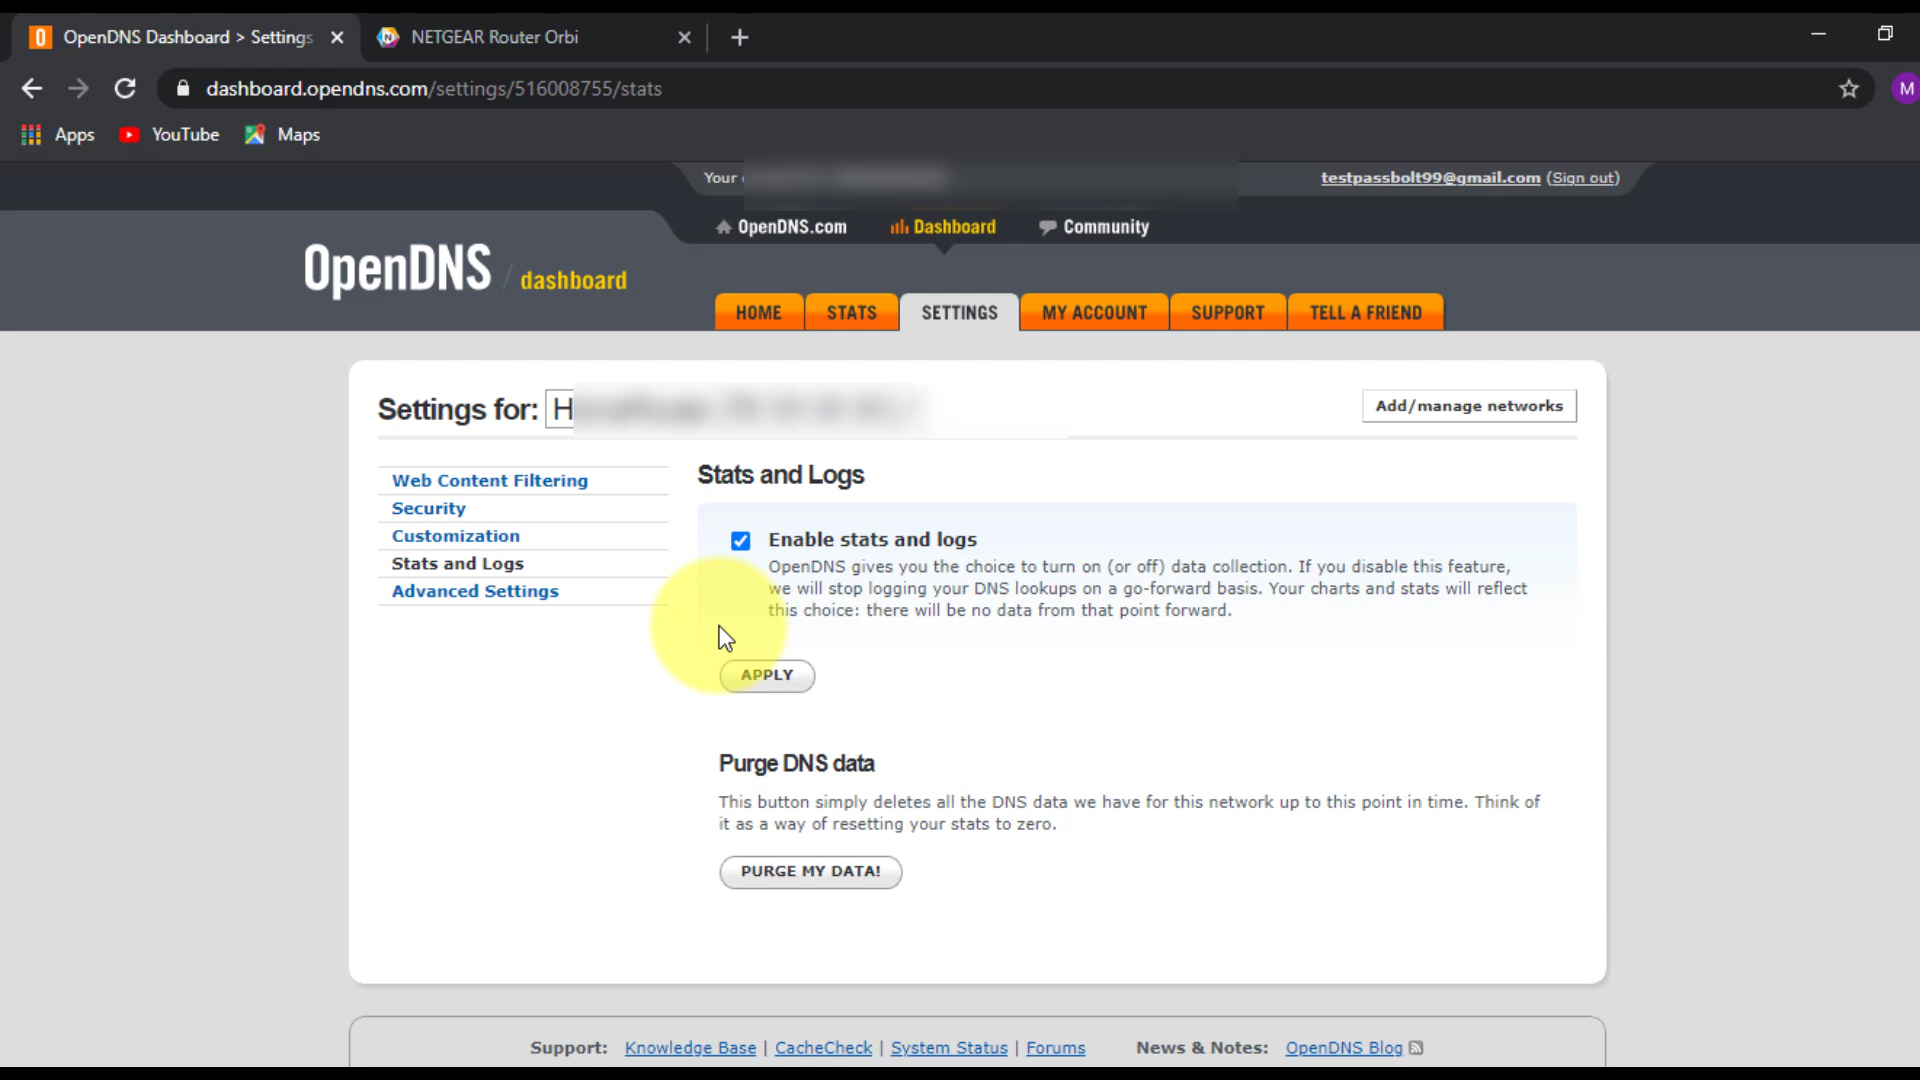 OpenDNS Dashboard > Settings
NETGEAR Router Orbi
dashboard.opendns.com/settings/516008755/stats
M
Apps
YouTube
Maps
Your
testpassbolt99@gmail.com (Sign out)
OpenDNS.com
Dashboard
Community
OpenDNS / dashboard
HOME
STATS
SETTINGS
MY ACCOUNT
SUPPORT
TELL A FRIEND
Settings for: H
Add/manage networks
Web Content Filtering
Security
Customization
Stats and Logs
Advanced Settings
Stats and Logs
Enable stats and logs
OpenDNS gives you the choice to turn on (or off) data collection. If you disable this feature,
we will stop logging your DNS lookups on a go-forward basis. Your charts and stats will reflect
this choice: there will be no data from that point forward.
APPLY
Purge DNS data
This button simply deletes all the DNS data we have for this network up to this point in time. Think of
it as a way of resetting your stats to zero.
PURGE MY DATA!
Support: Knowledge Base | CacheCheck | System Status | Forums
News & Notes: OpenDNS Blog